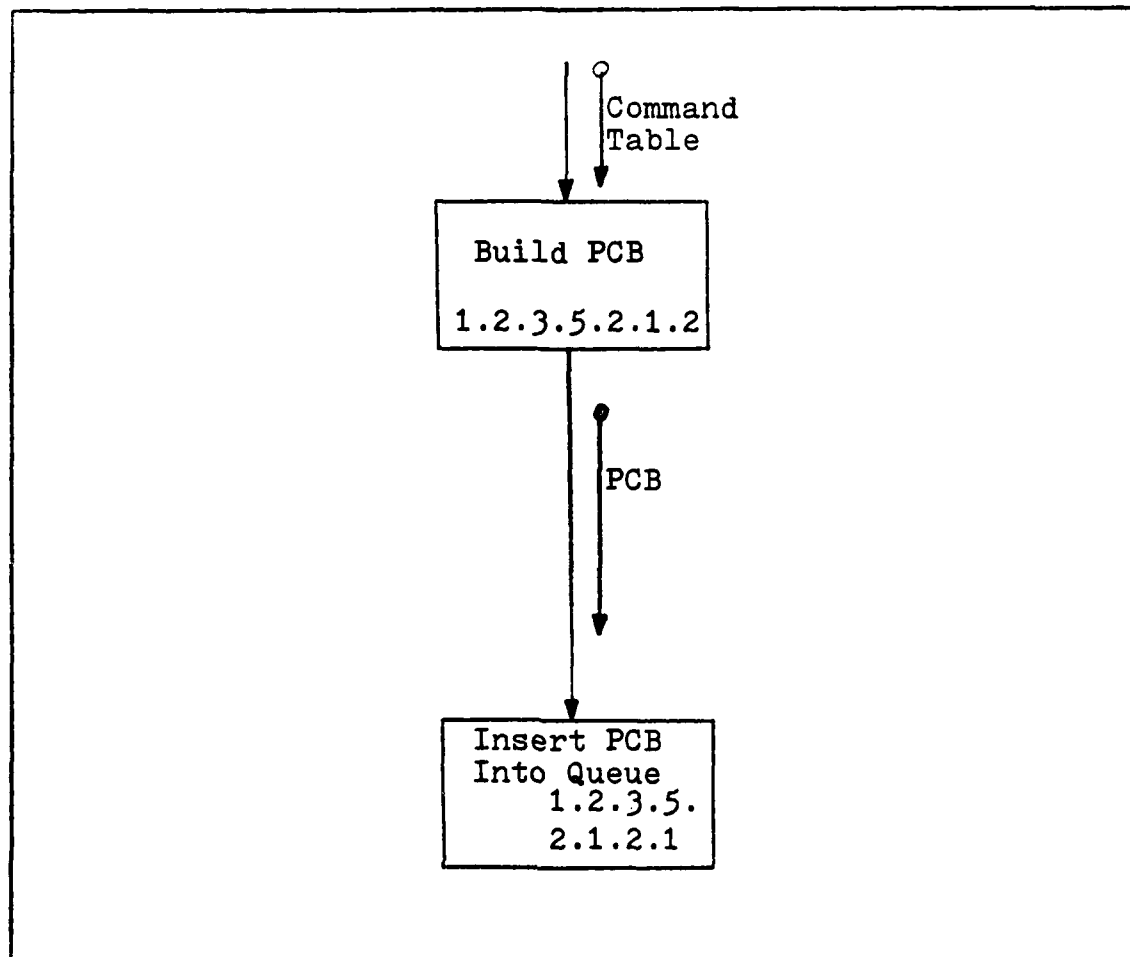 Command
Table
Build PCB
1.2.3.5.2.1.2
PCB
Insert PCB
Into Queue
1.2.3.5.
2.1.2.1